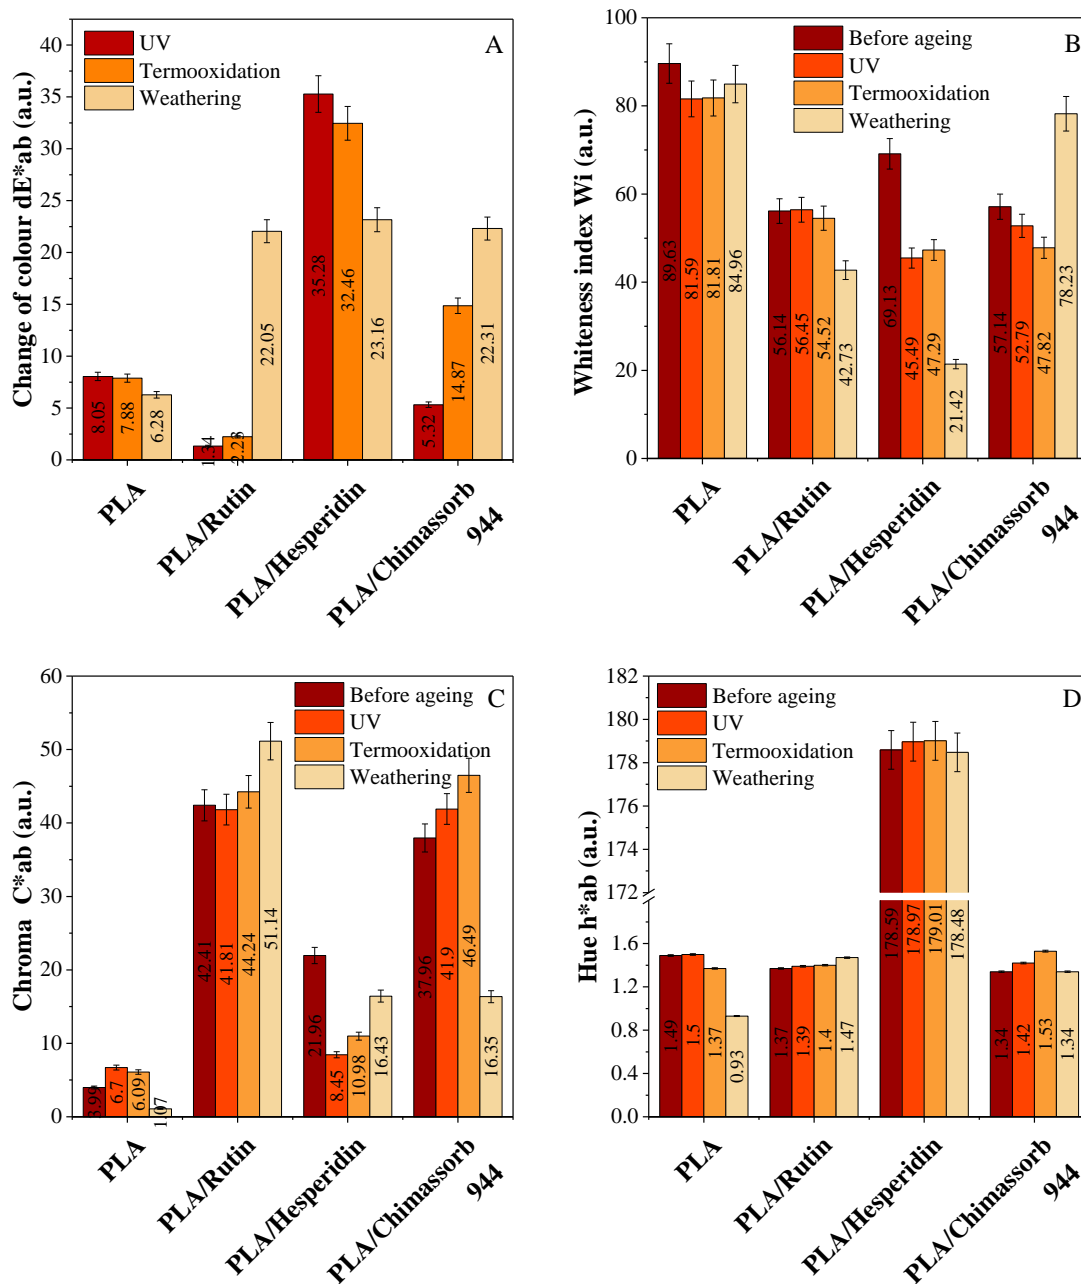 A
UV
Termooxidation
Weathering
Change of colour dE*ab (a.u.)
40
35
30
25
20
15
10
5
0
8.05
7.88
6.28
1.34
22.05
35.28
32.46
23.16
5.32
14.87
22.31
PLA
PLA/Rutin
PLA/Hesperidin
PLA/Chimassorb
944
B
Before ageing
UV
Termooxidation
Weathering
Whiteness index Wi (a.u.)
100
80
60
40
20
0
89.63
81.59
81.81
84.96
56.14
56.45
54.52
42.73
69.13
45.49
47.29
21.42
57.14
52.79
47.82
78.23
PLA
PLA/Rutin
PLA/Hesperidin
PLA/Chimassorb
944
C
Before ageing
UV
Termooxidation
Weathering
Chroma C*ab (a.u.)
60
50
40
30
20
10
0
3.99
6.7
6.09
1.07
42.41
41.81
44.24
51.14
21.96
8.45
10.98
16.43
37.96
41.9
46.49
16.35
PLA
PLA/Rutin
PLA/Hesperidin
PLA/Chimassorb
944
D
Before ageing
UV
Termooxidation
Weathering
Hue h*ab (a.u.)
182
180
178
176
174
172
1.6
1.2
0.8
0.4
0.0
1.49
1.5
1.37
0.93
1.37
1.39
1.4
1.47
178.59
178.97
179.01
178.48
1.34
1.42
1.53
1.34
PLA
PLA/Rutin
PLA/Hesperidin
PLA/Chimassorb
944